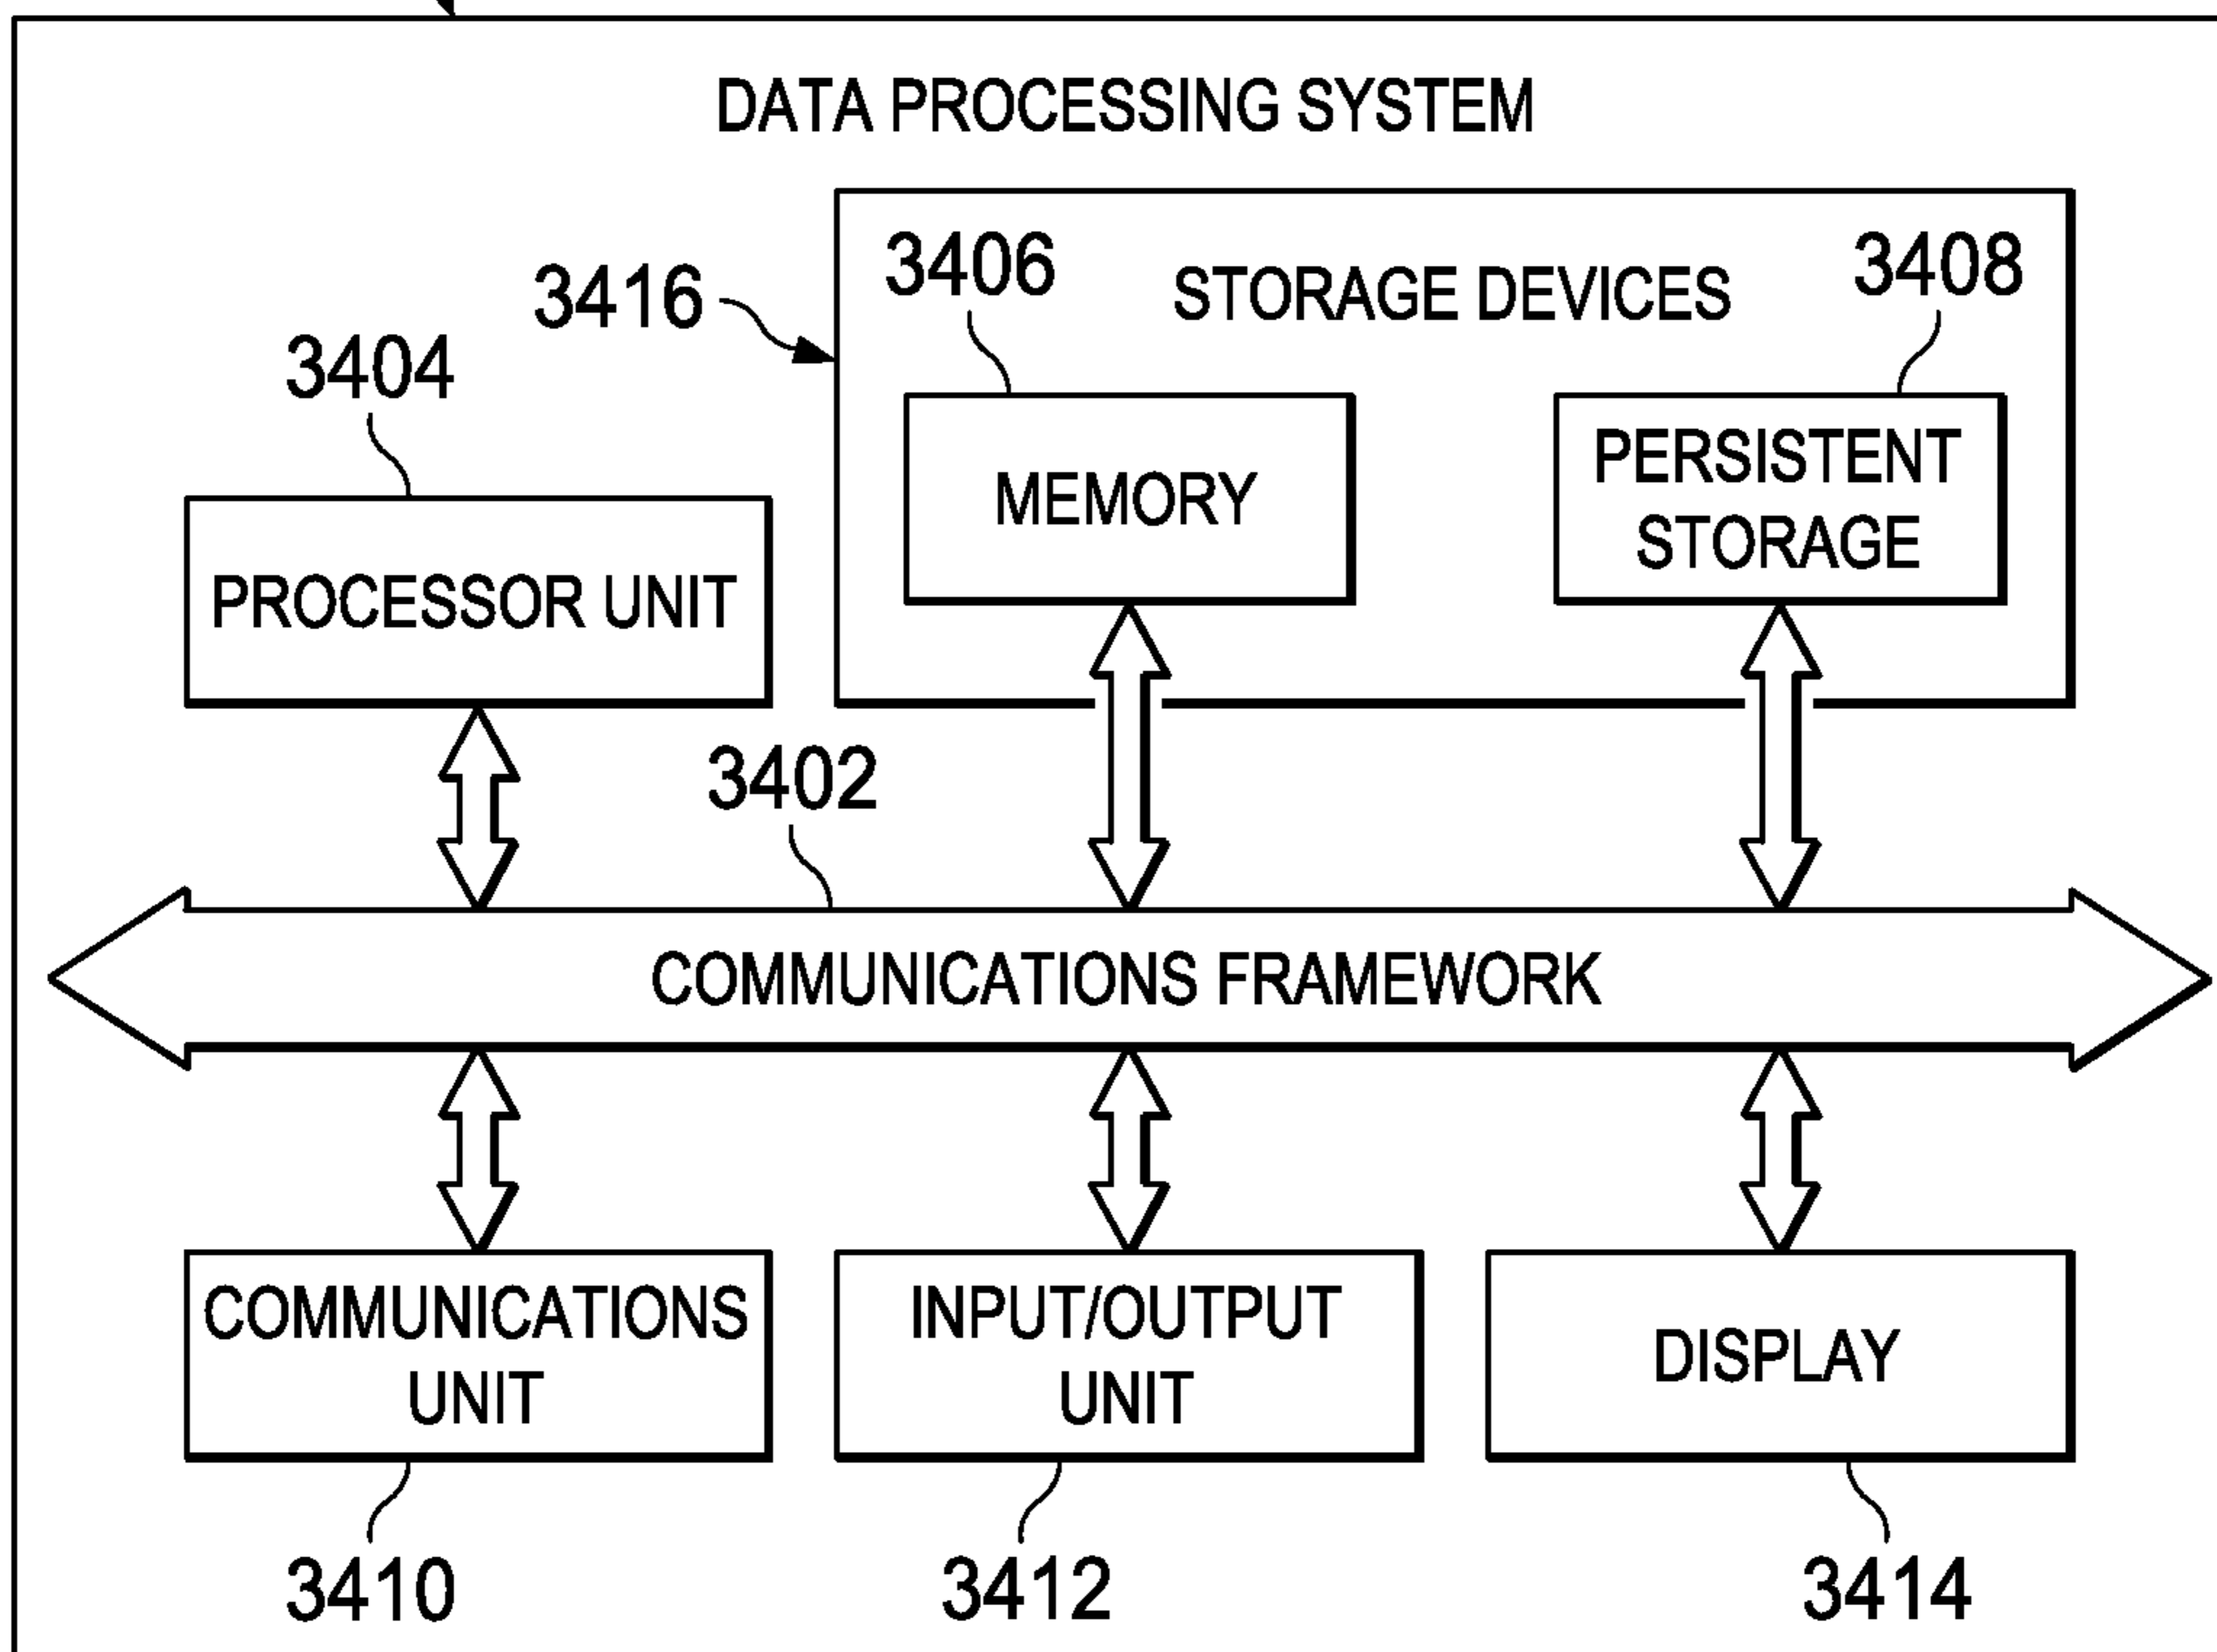 DATA PROCESSING SYSTEM
3406
STORAGE DEVICES
3408
3416
3404
MEMORY
PERSISTENT
STORAGE
PROCESSOR UNIT
3402
COMMUNICATIONS FRAMEWORK
COMMUNICATIONS
UNIT
INPUT/OUTPUT
UNIT
DISPLAY
3410
3412
3414